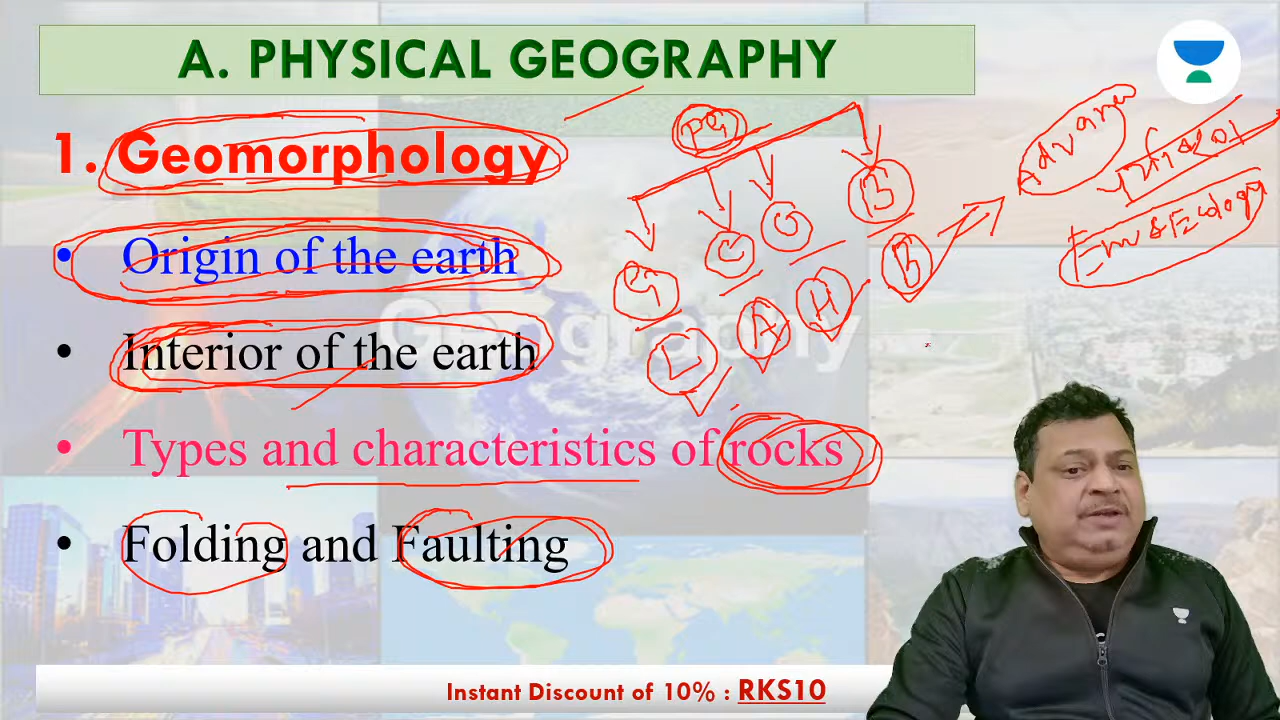 A. PHYSICAL GEOGRAPHY
1. Geomorphology
PG
G C O B
L A H B
Env & Ecology
• Origin of the earth
• Interior of the earth
Geography
• Types and characteristics of rocks
• Folding and Faulting
Instant Discount of 10% : RKS10